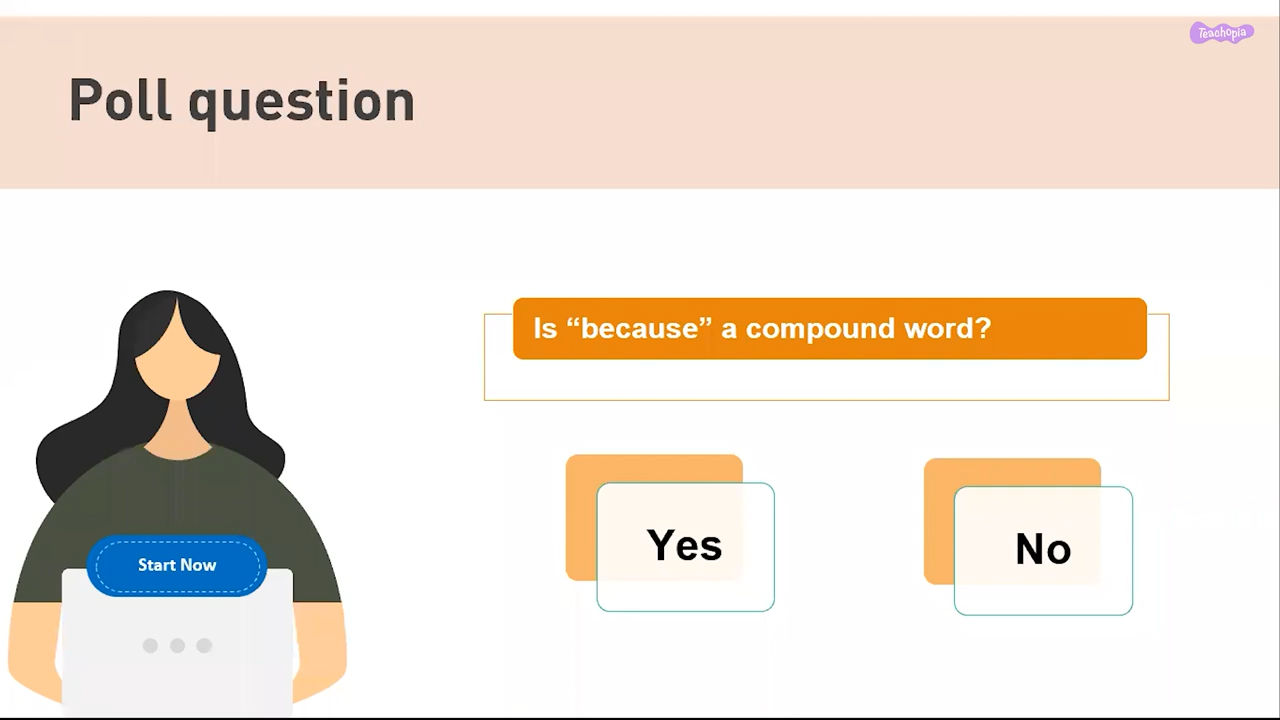 Teachopia
Poll question
Is “because” a compound word?
Yes
No
Start Now